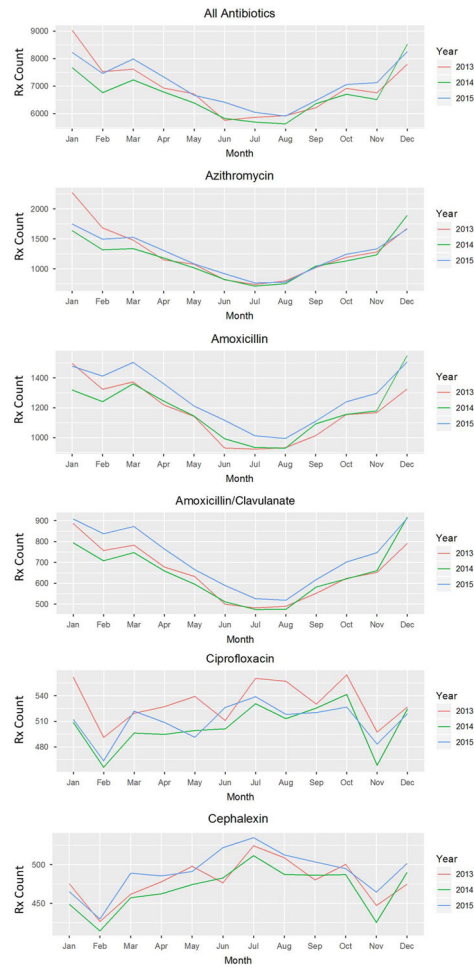 All Antibiotics
Rx Count
9000
8000
7000
6000
Jan Feb Mar Apr May Jun Jul Aug Sep Oct Nov Dec
Month
Year
2013
2014
2015
Azithromycin
Rx Count
2000
1500
1000
Jan Feb Mar Apr May Jun Jul Aug Sep Oct Nov Dec
Month
Year
2013
2014
2015
Amoxicillin
Rx Count
1400
1200
1000
Jan Feb Mar Apr May Jun Jul Aug Sep Oct Nov Dec
Month
Year
2013
2014
2015
Amoxicillin/Clavulanate
Rx Count
900
800
700
600
500
Jan Feb Mar Apr May Jun Jul Aug Sep Oct Nov Dec
Month
Year
2013
2014
2015
Ciprofloxacin
Rx Count
540
510
480
Jan Feb Mar Apr May Jun Jul Aug Sep Oct Nov Dec
Month
Year
2013
2014
2015
Cephalexin
Rx Count
500
450
Jan Feb Mar Apr May Jun Jul Aug Sep Oct Nov Dec
Month
Year
2013
2014
2015